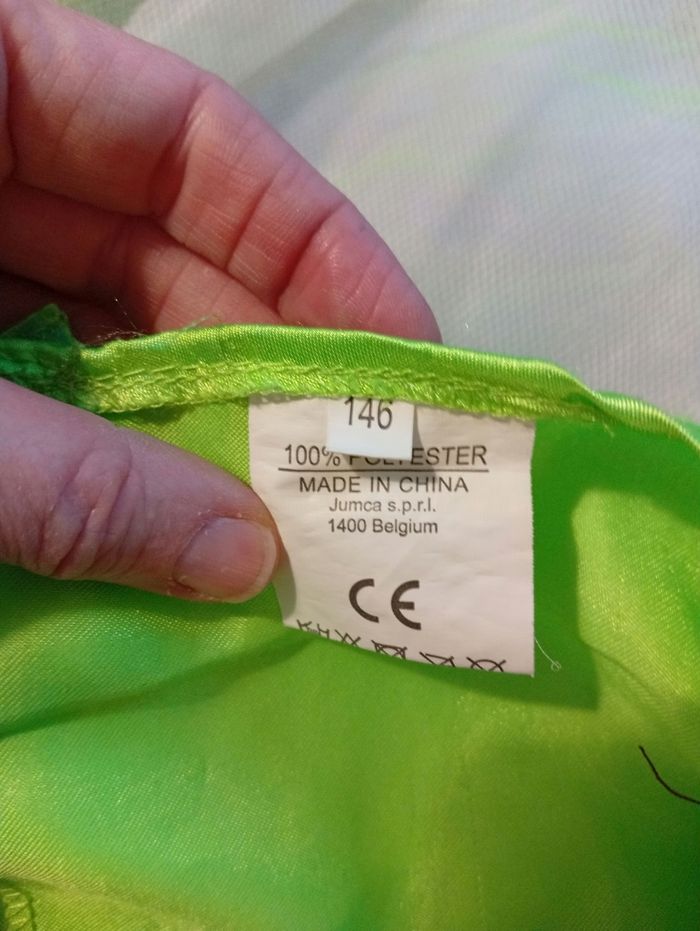 146
100% POLYESTER
MADE IN CHINA
Jumca s.p.r.l.
1400 Belgium
CE